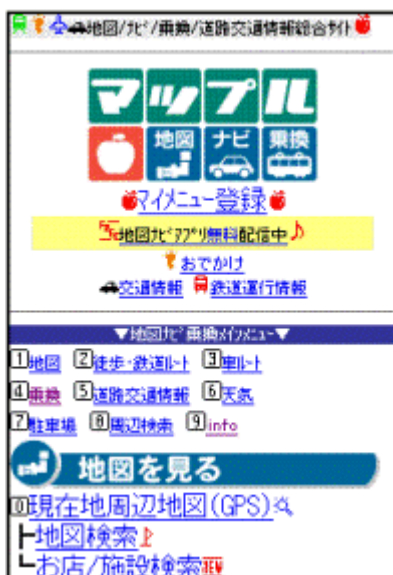 地図/ナビ/乗換/道路交通情報総合サイト
マップル
地図 ナビ 乗換
マイメニュー登録
地図ナビアプリ無料配信中♪
おでかけ
交通情報 鉄道運行情報
▼地図ナビ乗換メインメニュー▼
1地図 2徒歩・鉄道ルート 3車ルート
4乗換 5道路交通情報 6天気
7駐車場 8周辺検索 9info
地図を見る
0現在地周辺地図(GPS)
├地図検索
└お店/施設検索NEW